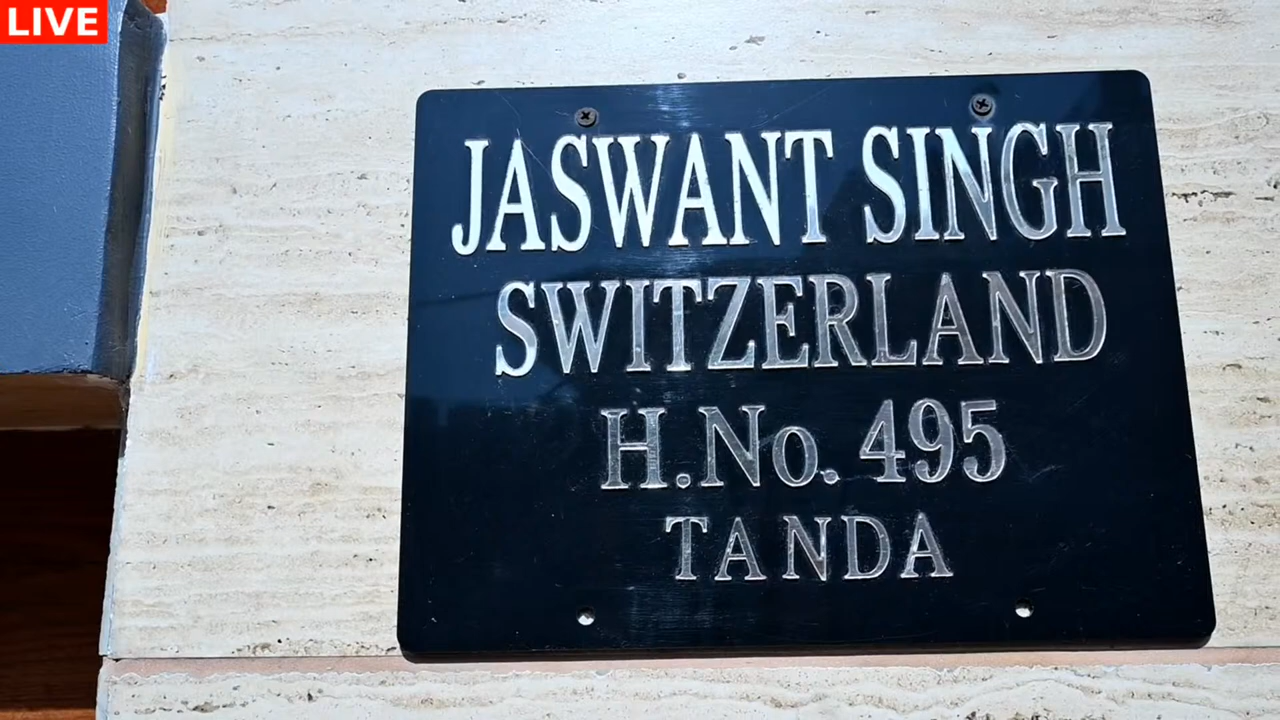 LIVE
JASWANT SINGH
SWITZERLAND
H.No. 495
TANDA